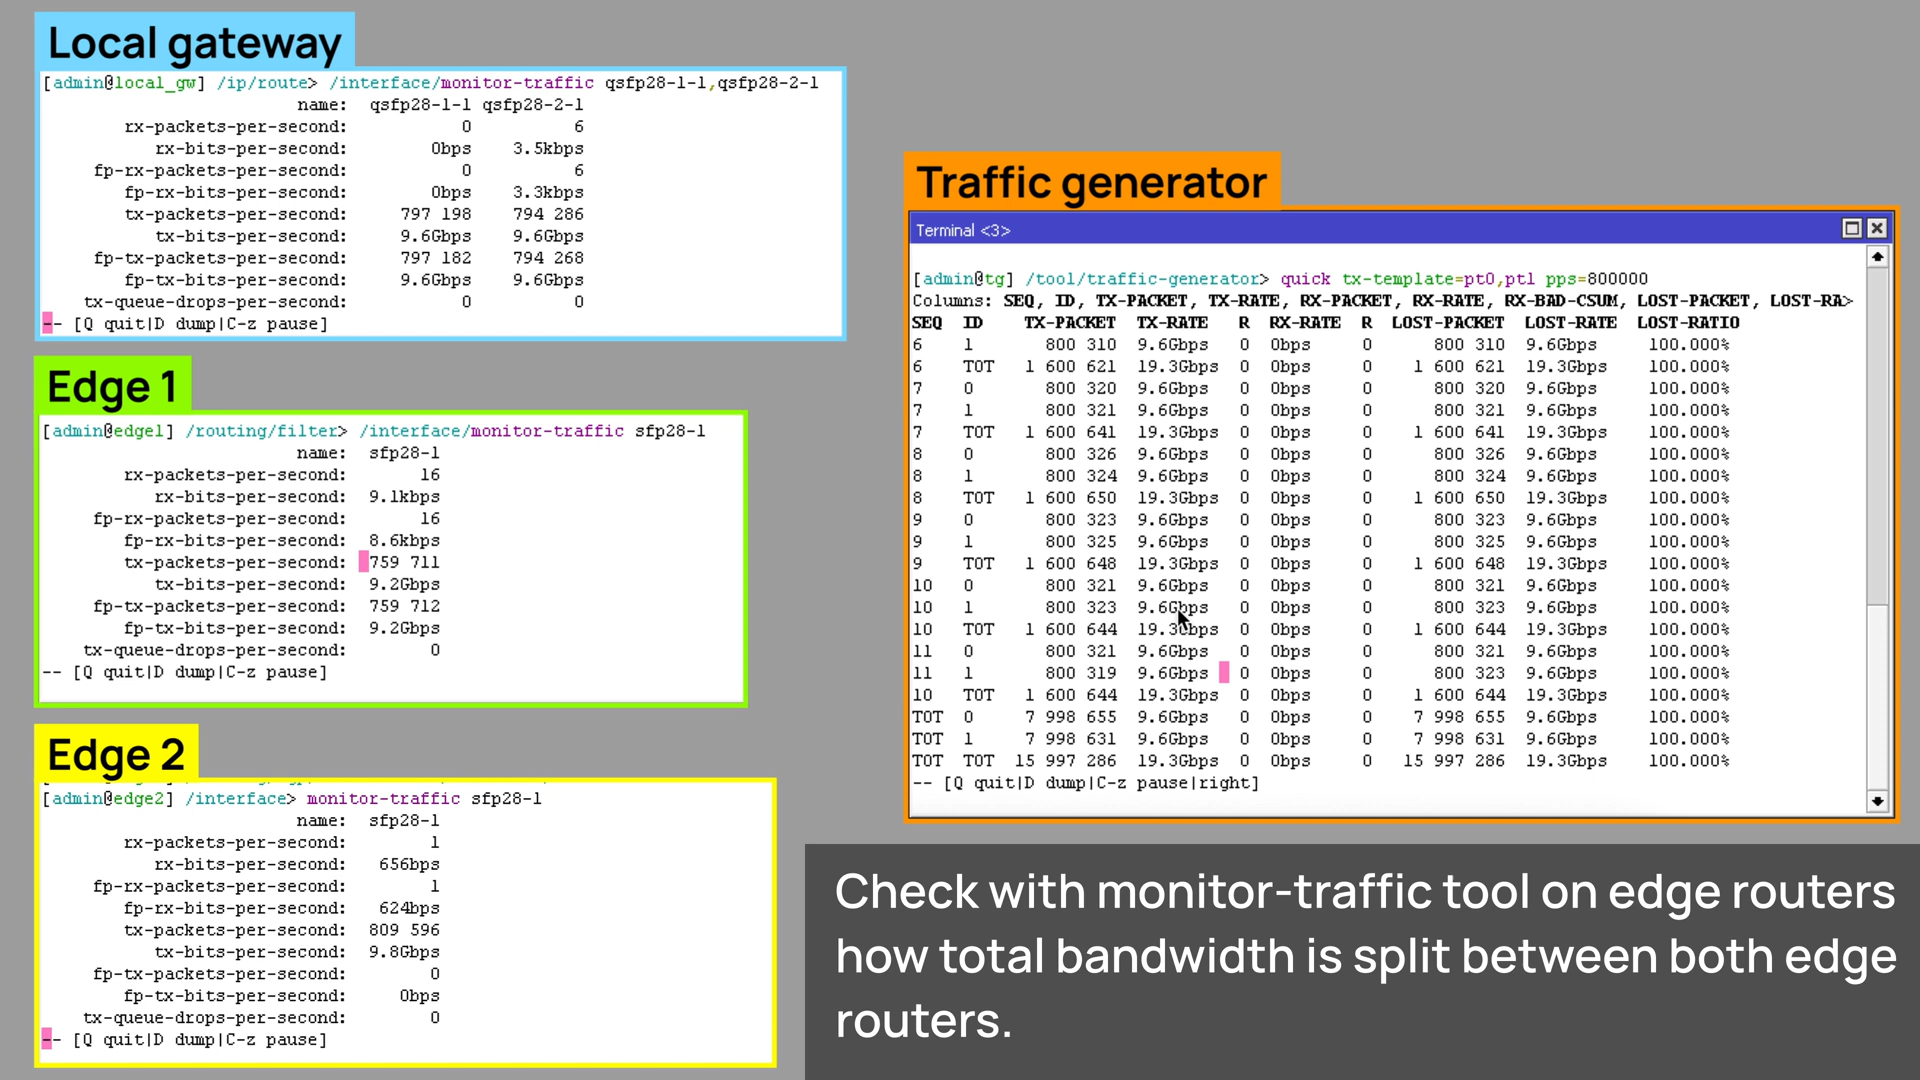 Local gateway
[admin@local_gw] /ip/route> /interface/monitor-traffic qsfp28-1-1,qsfp28-2-1
name: qsfp28-1-1 qsfp28-2-1
rx-packets-per-second: 0 6
rx-bits-per-second: 0bps 3.5kbps
fp-rx-packets-per-second: 0 6
fp-rx-bits-per-second: 0bps 3.3kbps
tx-packets-per-second: 797 198 794 286
tx-bits-per-second: 9.6Gbps 9.6Gbps
fp-tx-packets-per-second: 797 182 794 268
fp-tx-bits-per-second: 9.6Gbps 9.6Gbps
tx-queue-drops-per-second: 0 0
-- [Q quit|D dump|C-z pause]
Edge 1
[admin@edge1] /routing/filter> /interface/monitor-traffic sfp28-1
name: sfp28-1
rx-packets-per-second: 16
rx-bits-per-second: 9.1kbps
fp-rx-packets-per-second: 16
fp-rx-bits-per-second: 8.6kbps
tx-packets-per-second: 759 711
tx-bits-per-second: 9.2Gbps
fp-tx-packets-per-second: 759 712
fp-tx-bits-per-second: 9.2Gbps
tx-queue-drops-per-second: 0
-- [Q quit|D dump|C-z pause]
Edge 2
[admin@edge2] /interface> monitor-traffic sfp28-1
name: sfp28-1
rx-packets-per-second: 1
rx-bits-per-second: 656bps
fp-rx-packets-per-second: 1
fp-rx-bits-per-second: 624bps
tx-packets-per-second: 809 596
tx-bits-per-second: 9.8Gbps
fp-tx-packets-per-second: 0
fp-tx-bits-per-second: 0bps
tx-queue-drops-per-second: 0
-- [Q quit|D dump|C-z pause]
Traffic generator
Terminal <3>
[admin@tg] /tool/traffic-generator> quick tx-template=pt0,pt1 pps=800000
Columns: SEQ, ID, TX-PACKET, TX-RATE, RX-PACKET, RX-RATE, RX-BAD-CSUM, LOST-PACKET, LOST-RA>
SEQ ID TX-PACKET TX-RATE R RX-RATE R LOST-PACKET LOST-RATE LOST-RATIO
6 1 800 310 9.6Gbps 0 0bps 0 800 310 9.6Gbps 100.000%
6 TOT 1 600 621 19.3Gbps 0 0bps 0 1 600 621 19.3Gbps 100.000%
7 0 800 320 9.6Gbps 0 0bps 0 800 320 9.6Gbps 100.000%
7 1 800 321 9.6Gbps 0 0bps 0 800 321 9.6Gbps 100.000%
7 TOT 1 600 641 19.3Gbps 0 0bps 0 1 600 641 19.3Gbps 100.000%
8 0 800 326 9.6Gbps 0 0bps 0 800 326 9.6Gbps 100.000%
8 1 800 324 9.6Gbps 0 0bps 0 800 324 9.6Gbps 100.000%
8 TOT 1 600 650 19.3Gbps 0 0bps 0 1 600 650 19.3Gbps 100.000%
9 0 800 323 9.6Gbps 0 0bps 0 800 323 9.6Gbps 100.000%
9 1 800 325 9.6Gbps 0 0bps 0 800 325 9.6Gbps 100.000%
9 TOT 1 600 648 19.3Gbps 0 0bps 0 1 600 648 19.3Gbps 100.000%
10 0 800 321 9.6Gbps 0 0bps 0 800 321 9.6Gbps 100.000%
10 1 800 323 9.6Gbps 0 0bps 0 800 323 9.6Gbps 100.000%
10 TOT 1 600 644 19.3Gbps 0 0bps 0 1 600 644 19.3Gbps 100.000%
11 0 800 321 9.6Gbps 0 0bps 0 800 321 9.6Gbps 100.000%
11 1 800 319 9.6Gbps 0 0bps 0 800 323 9.6Gbps 100.000%
10 TOT 1 600 644 19.3Gbps 0 0bps 0 1 600 644 19.3Gbps 100.000%
TOT 0 7 998 655 9.6Gbps 0 0bps 0 7 998 655 9.6Gbps 100.000%
TOT 1 7 998 631 9.6Gbps 0 0bps 0 7 998 631 9.6Gbps 100.000%
TOT TOT 15 997 286 19.3Gbps 0 0bps 0 15 997 286 19.3Gbps 100.000%
-- [Q quit|D dump|C-z pause|right]
Check with monitor-traffic tool on edge routers
how total bandwidth is split between both edge
routers.